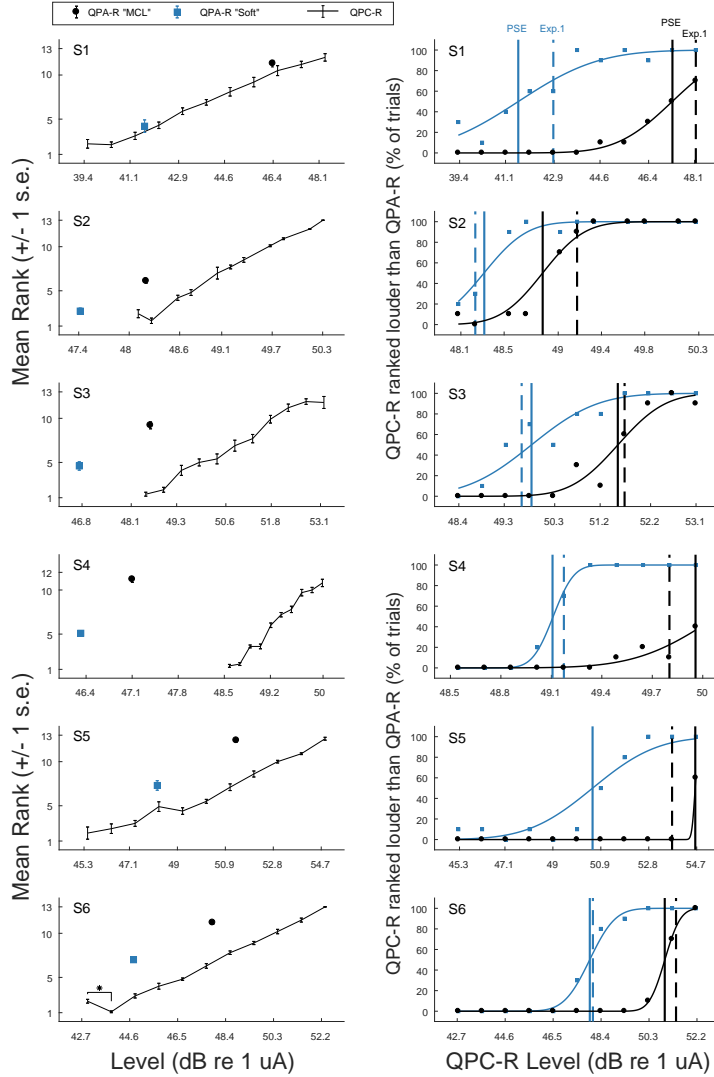 QPA-R "MCL" QPA-R "Soft" QPC-R
PSE Exp.1 PSE Exp.1
S1
13
10
5
1
39.4 41.1 42.9 44.6 46.4 48.1
S1
100
80
60
40
20
0
39.4 41.1 42.9 44.6 46.4 48.1
S2
13
10
5
1
47.4 48 48.6 49.1 49.7 50.3
S2
100
80
60
40
20
0
48.1 48.5 49 49.4 49.9 50.3
S3
13
10
5
1
46.8 48.1 49.3 50.6 51.8 53.1
S3
100
80
60
40
20
0
48.4 49.3 50.3 51.2 52.2 53.1
Mean Rank (+/- 1 s.e.)
QPC-R ranked louder than QPA-R (% of trials)
S4
13
10
5
1
46.4 47.1 47.8 48.5 49.2 50
S4
100
80
60
40
20
0
48.5 48.8 49.1 49.4 49.7 50
S5
13
10
5
1
45.3 47.1 49 50.9 52.8 54.7
S5
100
80
60
40
20
0
45.3 47.1 49 50.9 52.8 54.7
S6
13
10
5
1
*
42.7 44.6 46.5 48.4 50.3 52.2
S6
100
80
60
40
20
0
42.7 44.6 46.5 48.4 50.3 52.2
Mean Rank (+/- 1 s.e.)
QPC-R ranked louder than QPA-R (% of trials)
Level (dB re 1 uA)
QPC-R Level (dB re 1 uA)